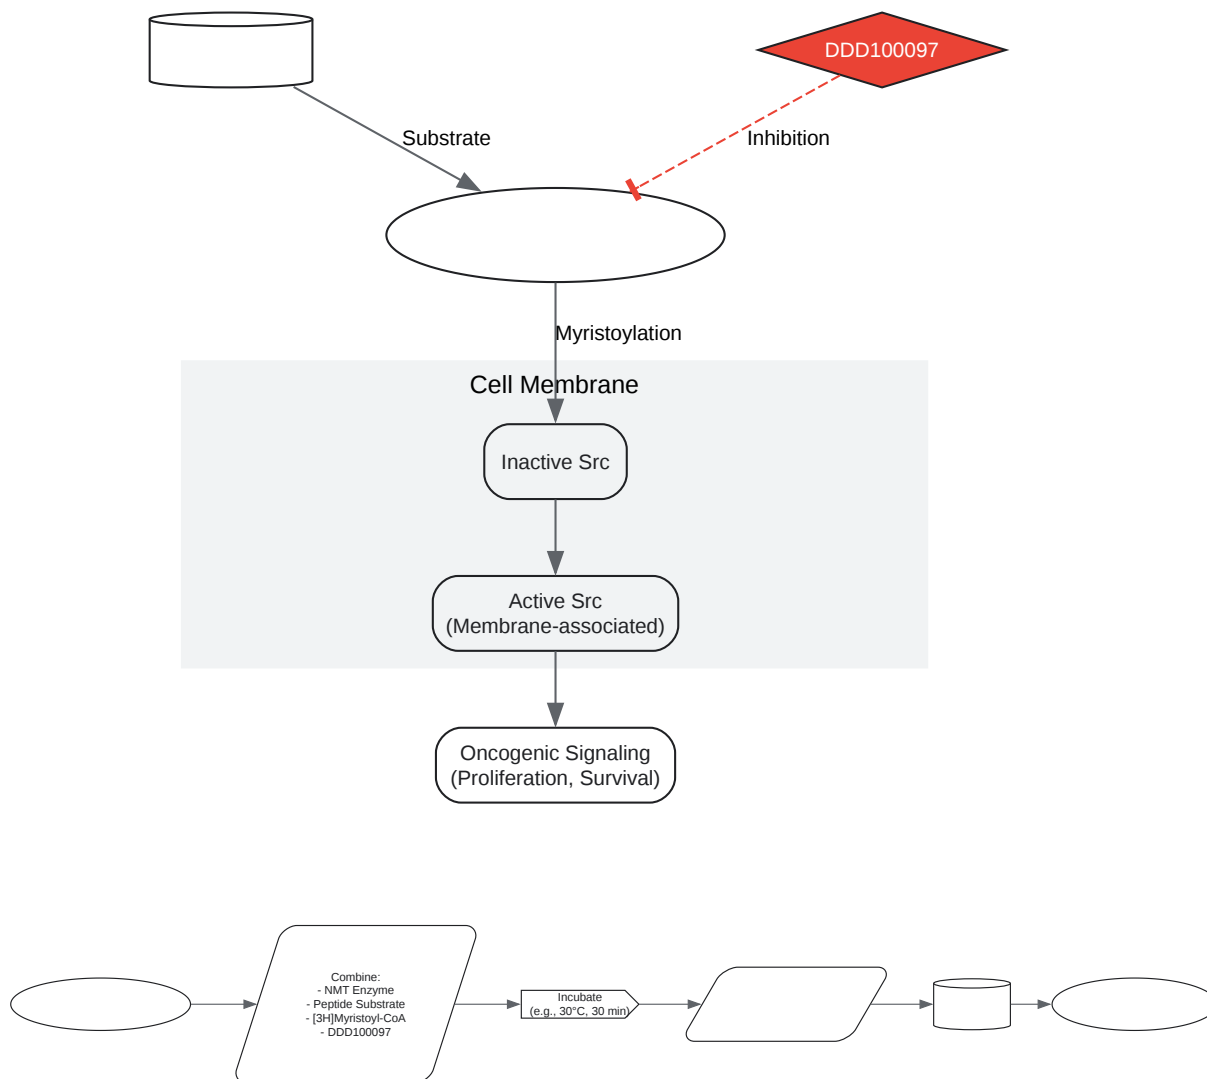 DDD100097
Substrate
Inhibition
Myristoylation
Cell Membrane
Inactive Src
Active Src
(Membrane-associated)
Oncogenic Signaling
(Proliferation, Survival)
Combine:
- NMT Enzyme
- Peptide Substrate
- [3H]Myristoyl-CoA
- DDD100097
Incubate
(e.g., 30°C, 30 min)